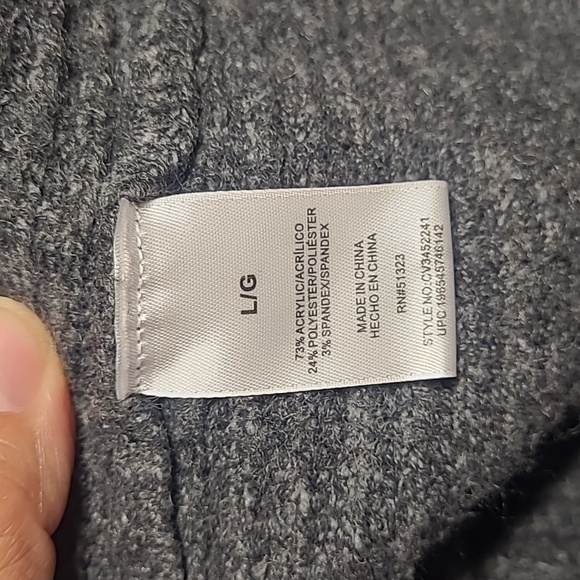 L/G
73% ACRYLIC/ACRÍLICO
24% POLYESTER/POLIÉSTER
3% SPANDEX/SPANDEX
MADE IN CHINA
HECHO EN CHINA
RN#51323
STYLE NO:CV3452241
UPC 196545746142